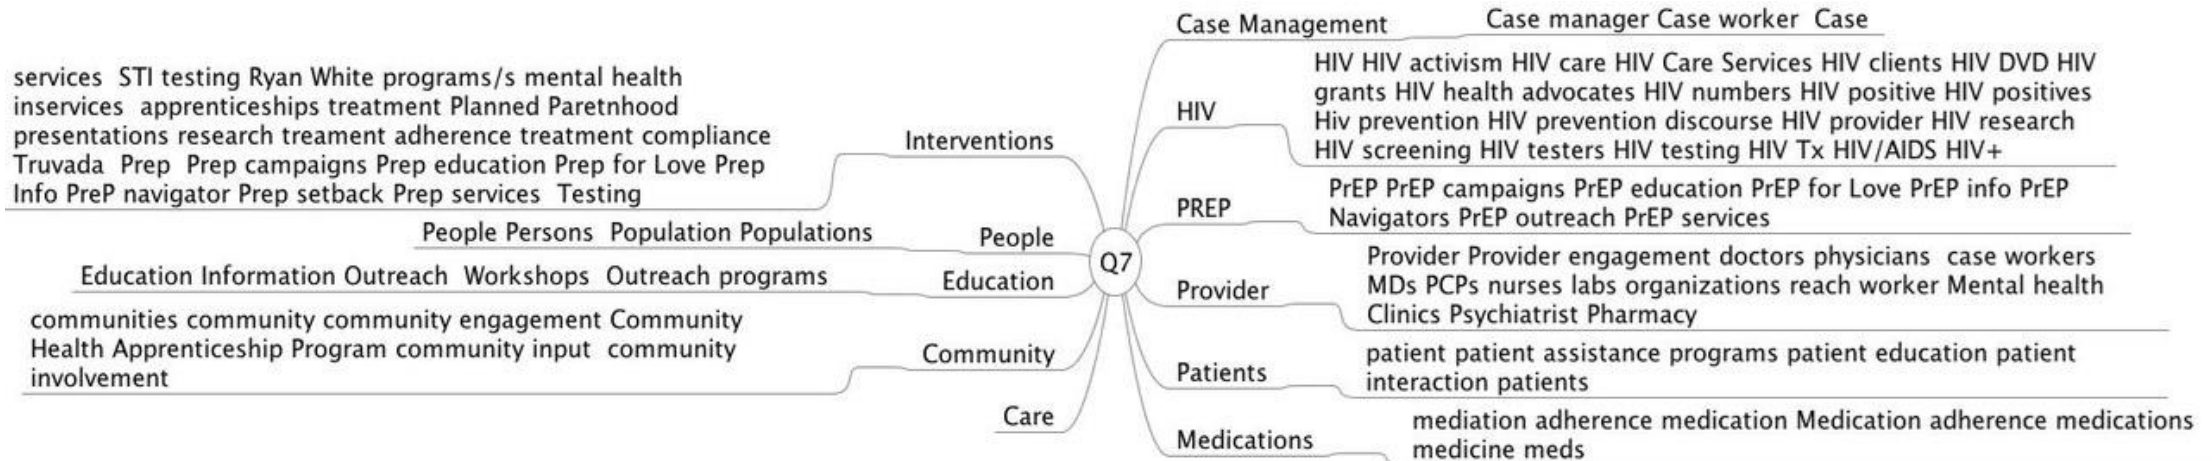 Case Management
Case manager Case worker  Case
HIV
HIV HIV activism HIV care HIV Care Services HIV clients HIV DVD HIV
grants HIV health advocates HIV numbers HIV positive HIV positives
Hiv prevention HIV prevention discourse HIV provider HIV research
HIV screening HIV testers HIV testing HIV Tx HIV/AIDS HIV+
PREP
PrEP PrEP campaigns PrEP education PrEP for Love PrEP info PrEP
Navigators PrEP outreach PrEP services
Provider
Provider Provider engagement doctors physicians  case workers
MDs PCPs nurses labs organizations reach worker Mental health
Clinics Psychiatrist Pharmacy
Patients
patient patient assistance programs patient education patient
interaction patients
Medications
mediation adherence medication Medication adherence medications
medicine meds
Q7
Interventions
services  STI testing Ryan White programs/s mental health
inservices  apprenticeships treatment Planned Paretnhood
presentations research treament adherence treatment compliance
Truvada  Prep  Prep campaigns Prep education Prep for Love Prep
Info PreP navigator Prep setback Prep services  Testing
People
People Persons  Population Populations
Education
Education Information Outreach  Workshops  Outreach programs
Community
communities community community engagement Community
Health Apprenticeship Program community input  community
involvement
Care